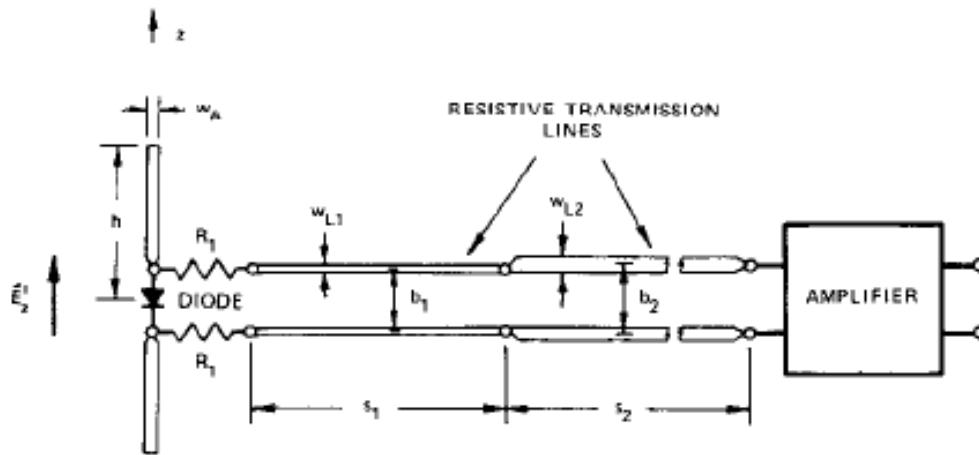 z
w_A
RESISTIVE TRANSMISSION
LINES
h
w_L1
w_L2
R_1
DIODE
b_1
b_2
AMPLIFIER
R_1
s_1
s_2